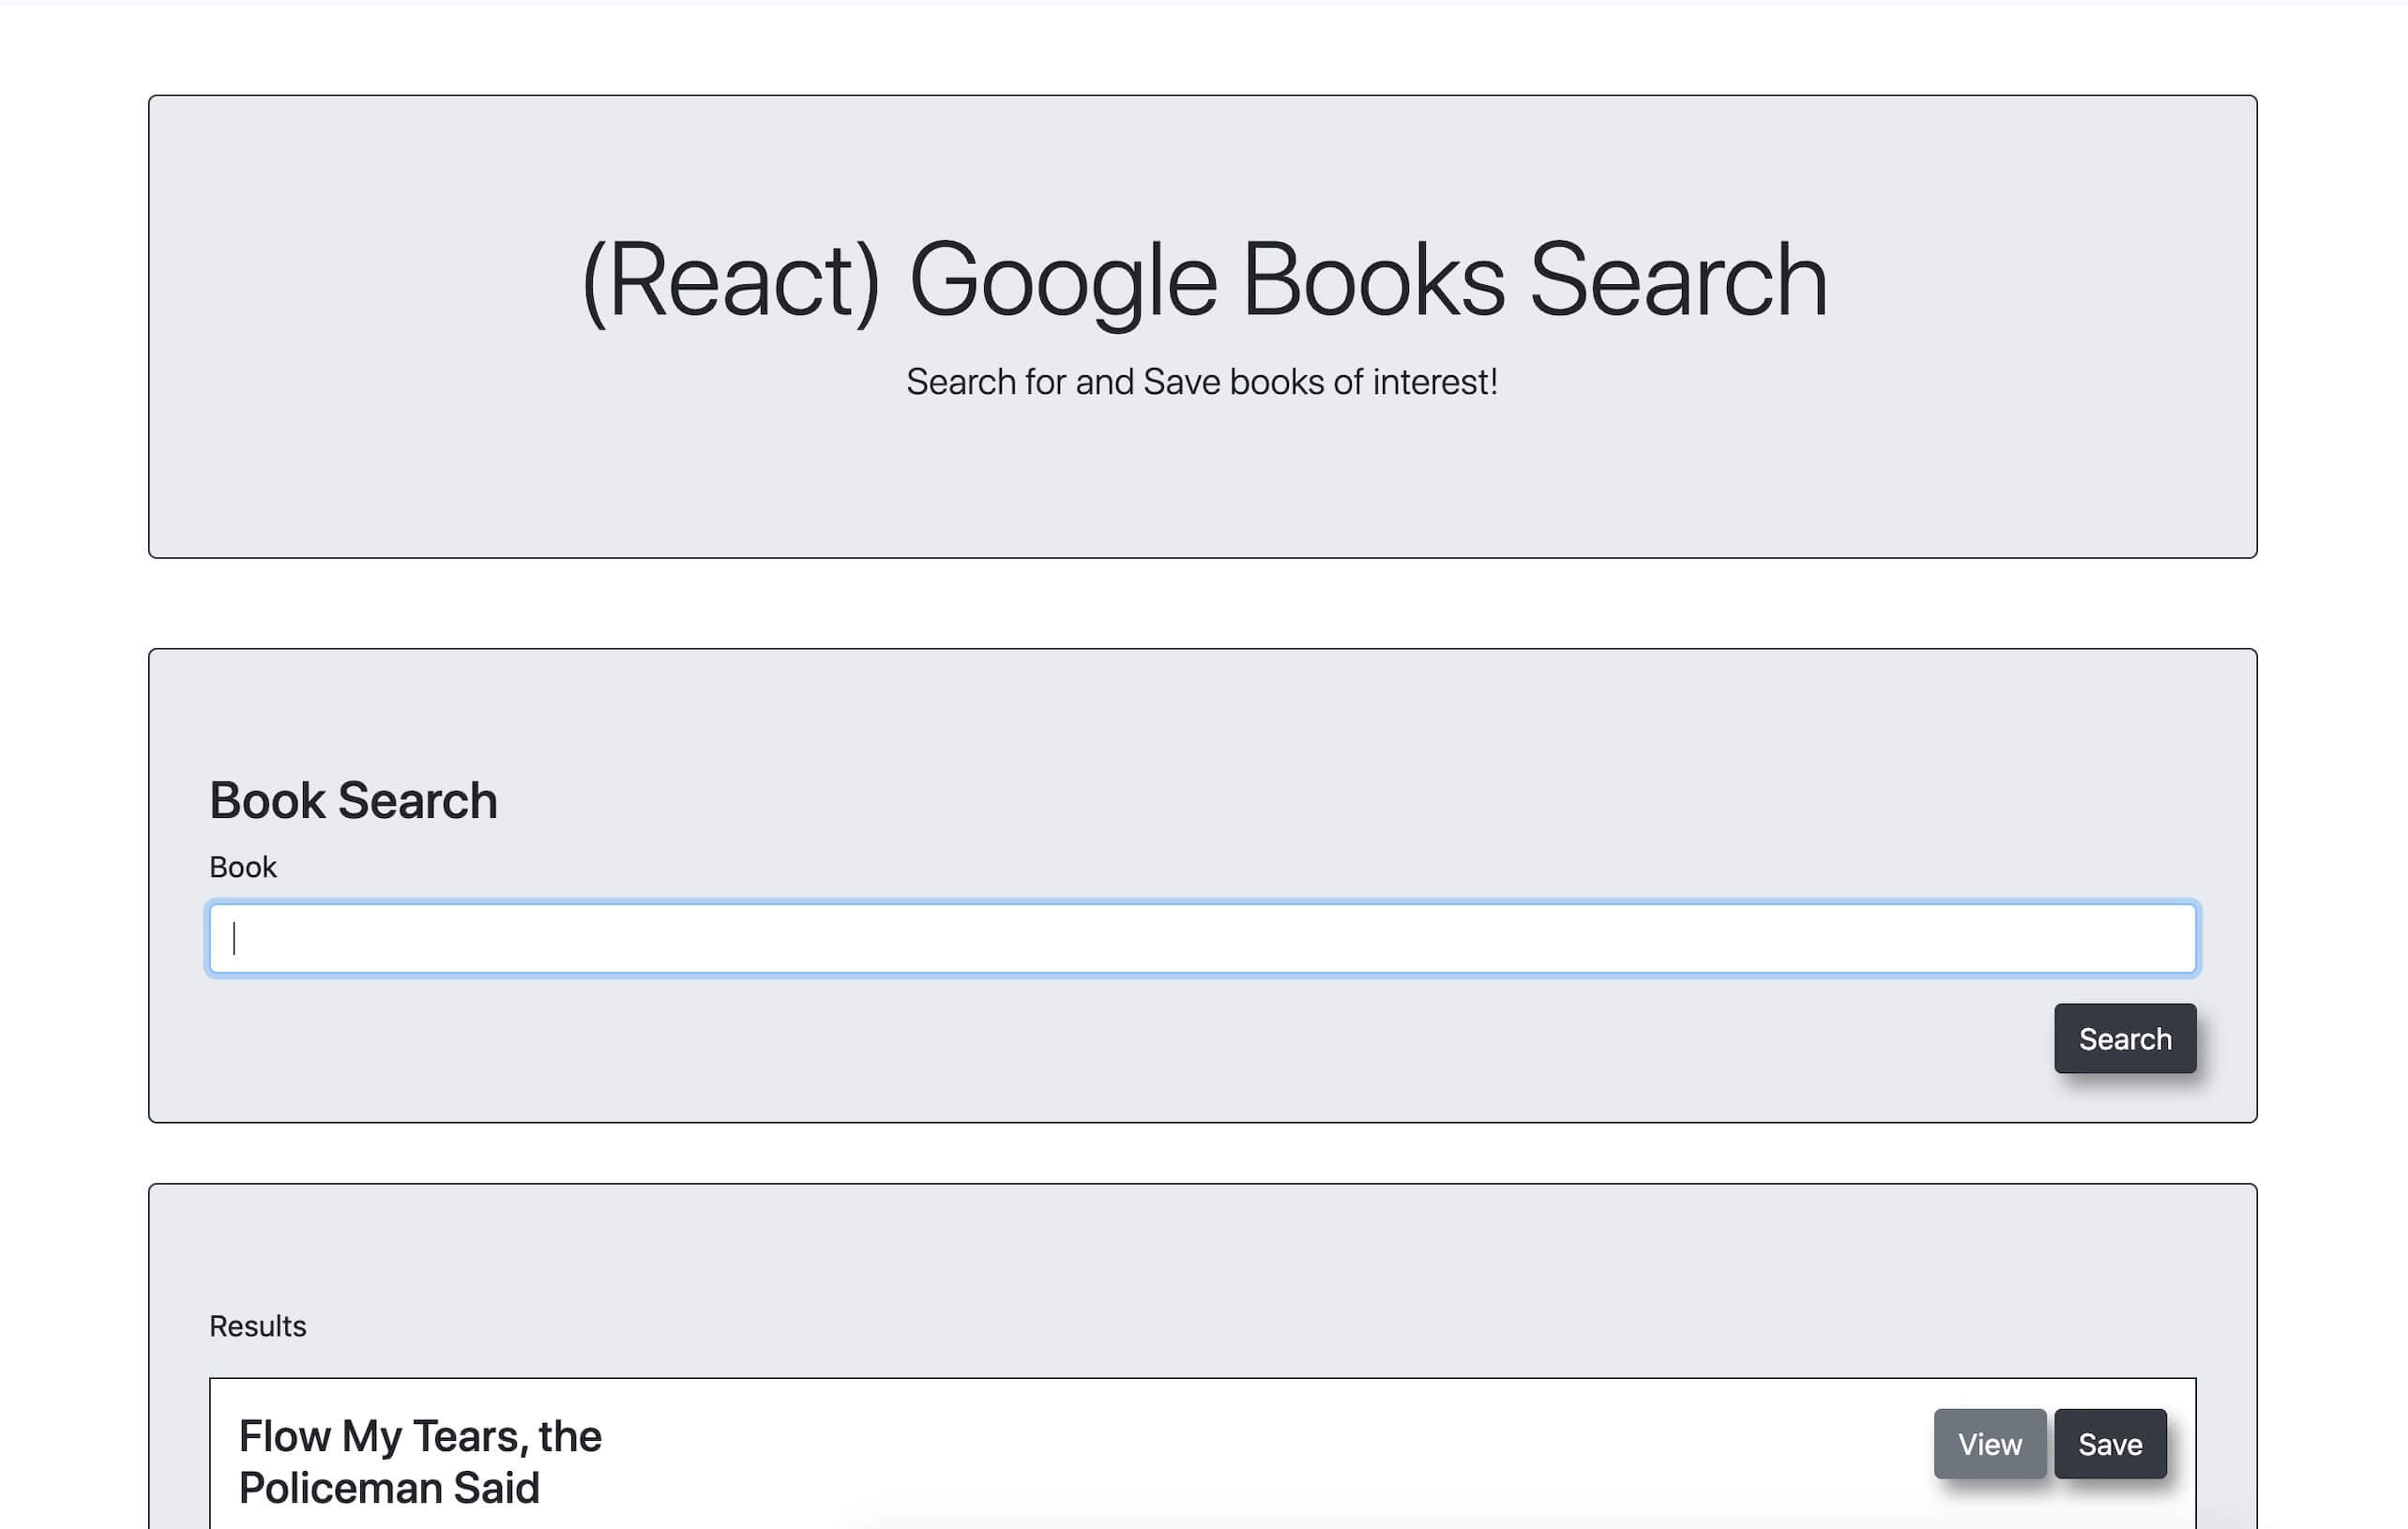 (React) Google Books Search
Search for and Save books of interest!
Book Search
Book
Search
Results
Flow My Tears, the
Policeman Said
View
Save